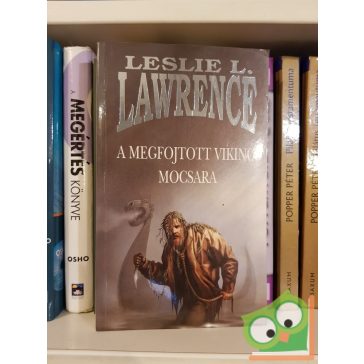 LESLIE L.
LAWRENCE
A MEGFOJTOTT VIKING
MOCSARA
A
MEGÉRTÉS
KÖNYVE
OSHO
POPPER PÉTER
POPPER PÉTER